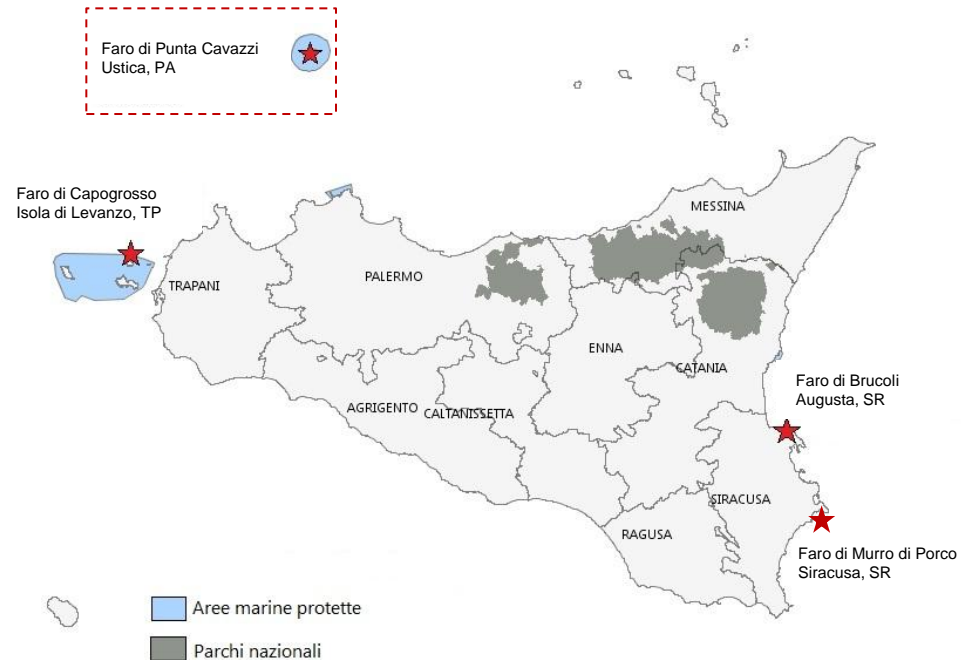 Faro di Punta Cavazzi
Ustica, PA
Faro di Capogrosso
Isola di Levanzo, TP
MESSINA
PALERMO
TRAPANI
ENNA
CATANIA
Faro di Brucoli
Augusta, SR
AGRIGENTO
CALTANISSETTA
SIRACUSA
RAGUSA
Faro di Murro di Porco
Siracusa, SR
Aree marine protette
Parchi nazionali